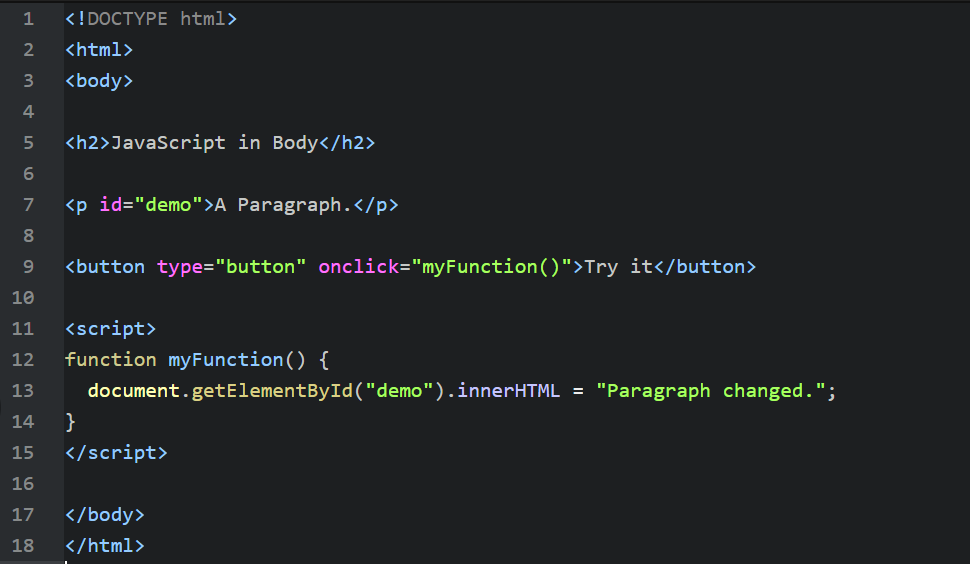 1 <!DOCTYPE html>
2 <html>
3 <body>
4
5 <h2>JavaScript in Body</h2>
6
7 <p id="demo">A Paragraph.</p>
8
9 <button type="button" onclick="myFunction()">Try it</button>
10
11 <script>
12 function myFunction() {
13   document.getElementById("demo").innerHTML = "Paragraph changed.";
14 }
15 </script>
16
17 </body>
18 </html>